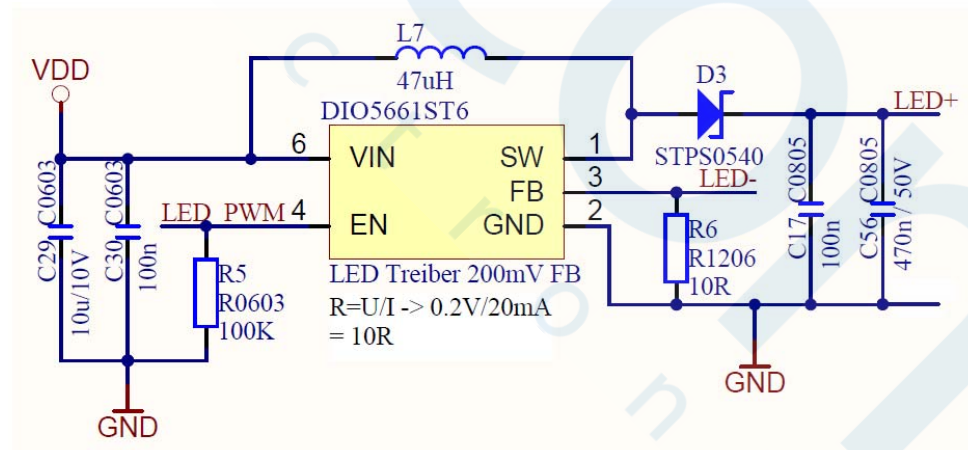 L7
47uH
VDD
D3
LED+
DIO5661ST6
6
VIN
SW
1
STPS0540
LED-
FB
3
LED_PWM
4
EN
GND
2
C29
C0603
10u/10V
C30
C0603
100n
R5
R0603
100K
R6
R1206
10R
C17
C0805
100n
C56
C0805
470n / 50V
LED Treiber 200mV FB
R=U/I -> 0.2V/20mA
= 10R
GND
GND